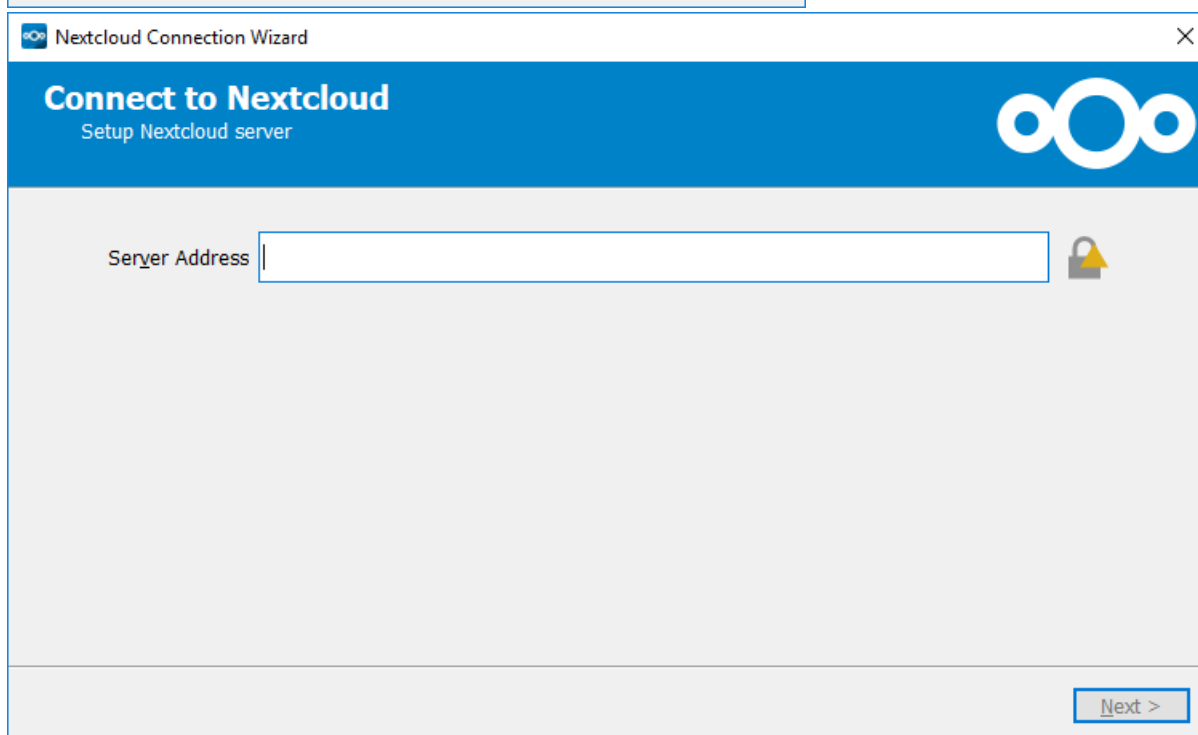 Nextcloud Connection Wizard
Connect to Nextcloud
Setup Nextcloud server
Server Address
Next >